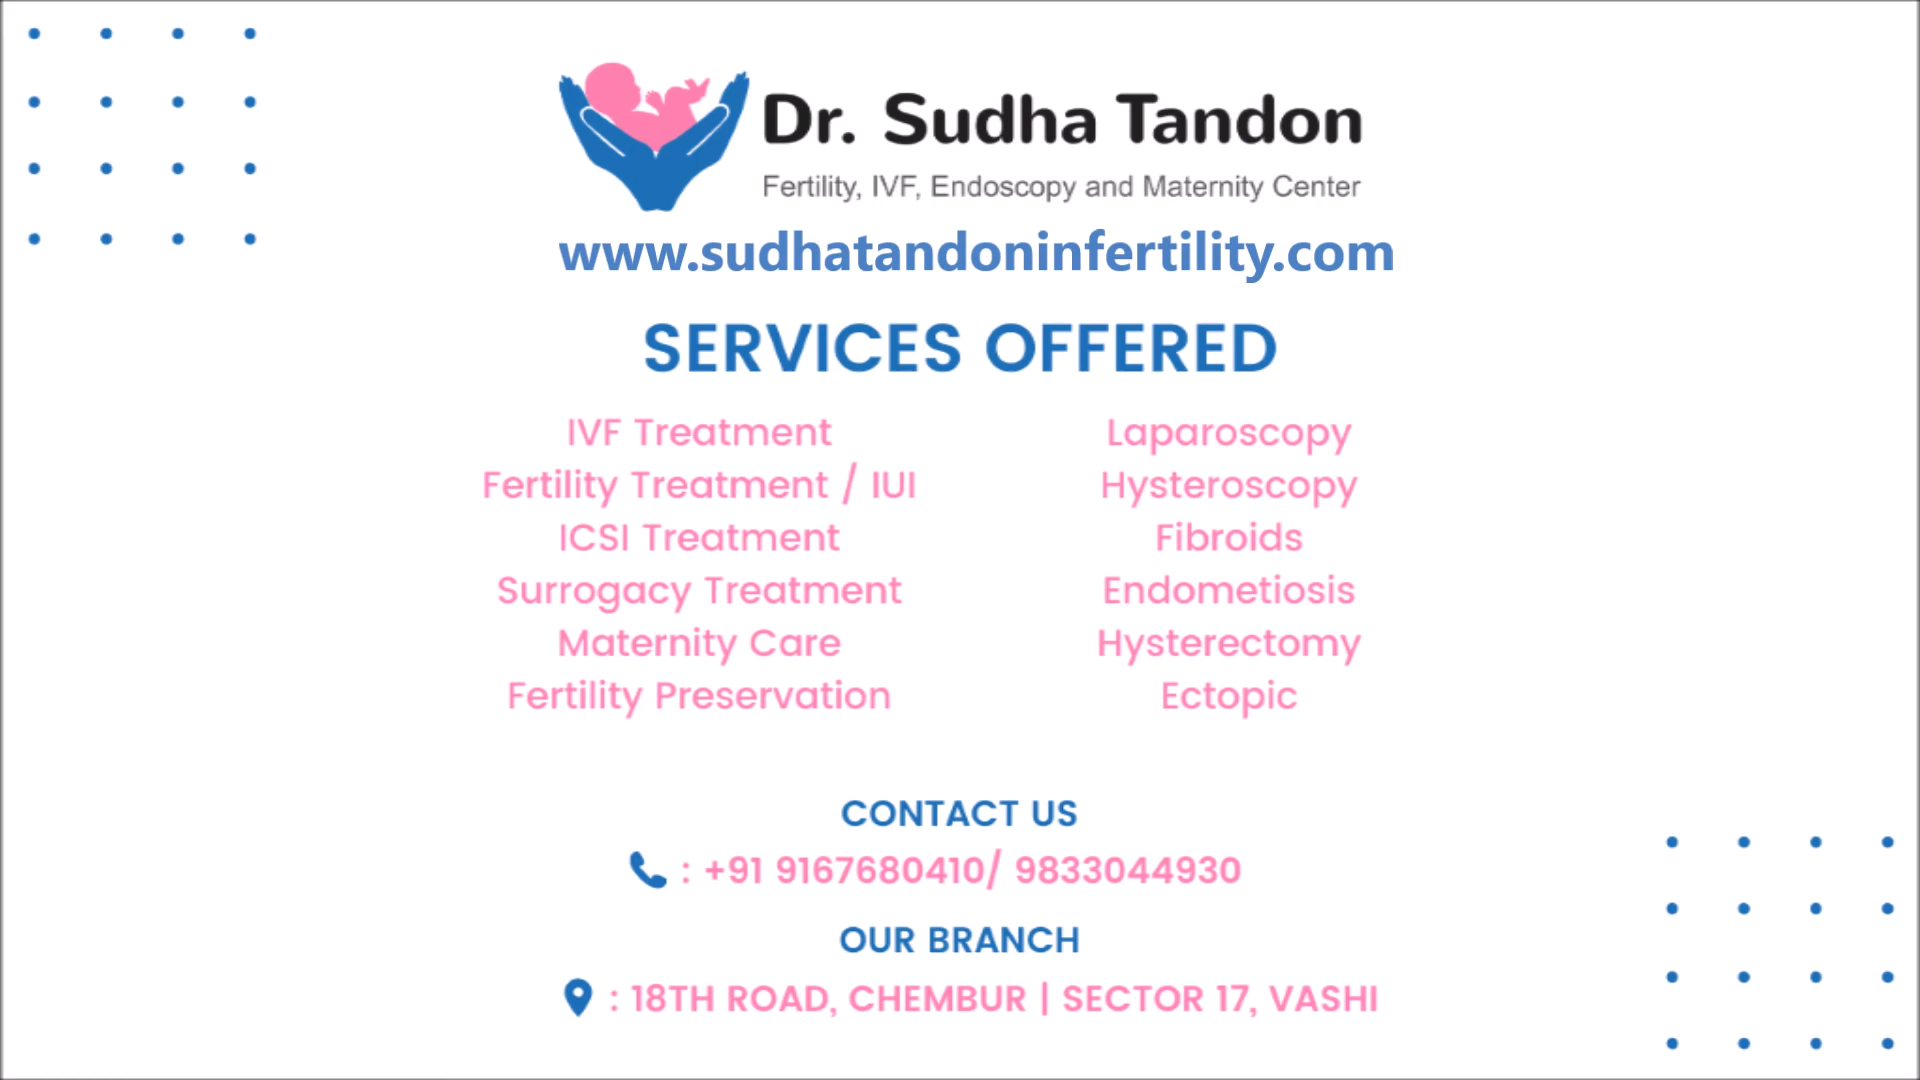 Dr. Sudha Tandon
Fertility, IVF, Endoscopy and Maternity Center
www.sudhatandoninfertility.com
SERVICES OFFERED
IVF Treatment
Fertility Treatment / IUI
ICSI Treatment
Surrogacy Treatment
Maternity Care
Fertility Preservation
Laparoscopy
Hysteroscopy
Fibroids
Endometiosis
Hysterectomy
Ectopic
CONTACT US
: +91 9167680410/ 9833044930
OUR BRANCH
: 18TH ROAD, CHEMBUR | SECTOR 17, VASHI